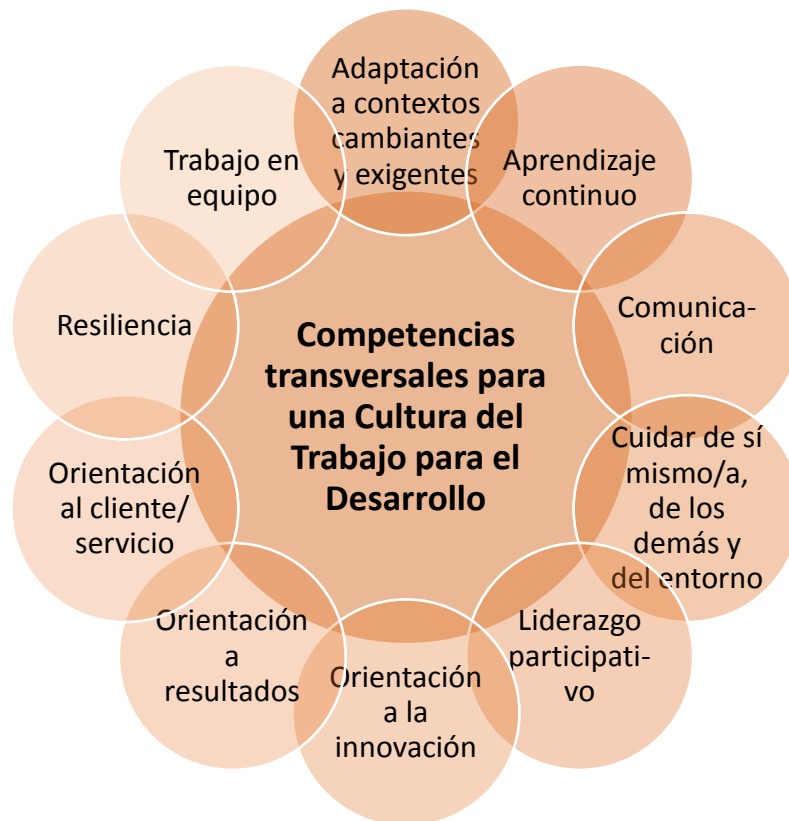 Adaptación
a contextos
cambiantes
y exigentes
Aprendizaje
continuo
Comunica-
ción
Cuidar de sí
mismo/a,
de los
demás y
del entorno
Liderazgo
participati-
vo
Orientación
a la
innovación
Orientación
a
resultados
Orientación
al cliente/
servicio
Resiliencia
Trabajo en
equipo
Competencias
transversales para
una Cultura del
Trabajo para el
Desarrollo